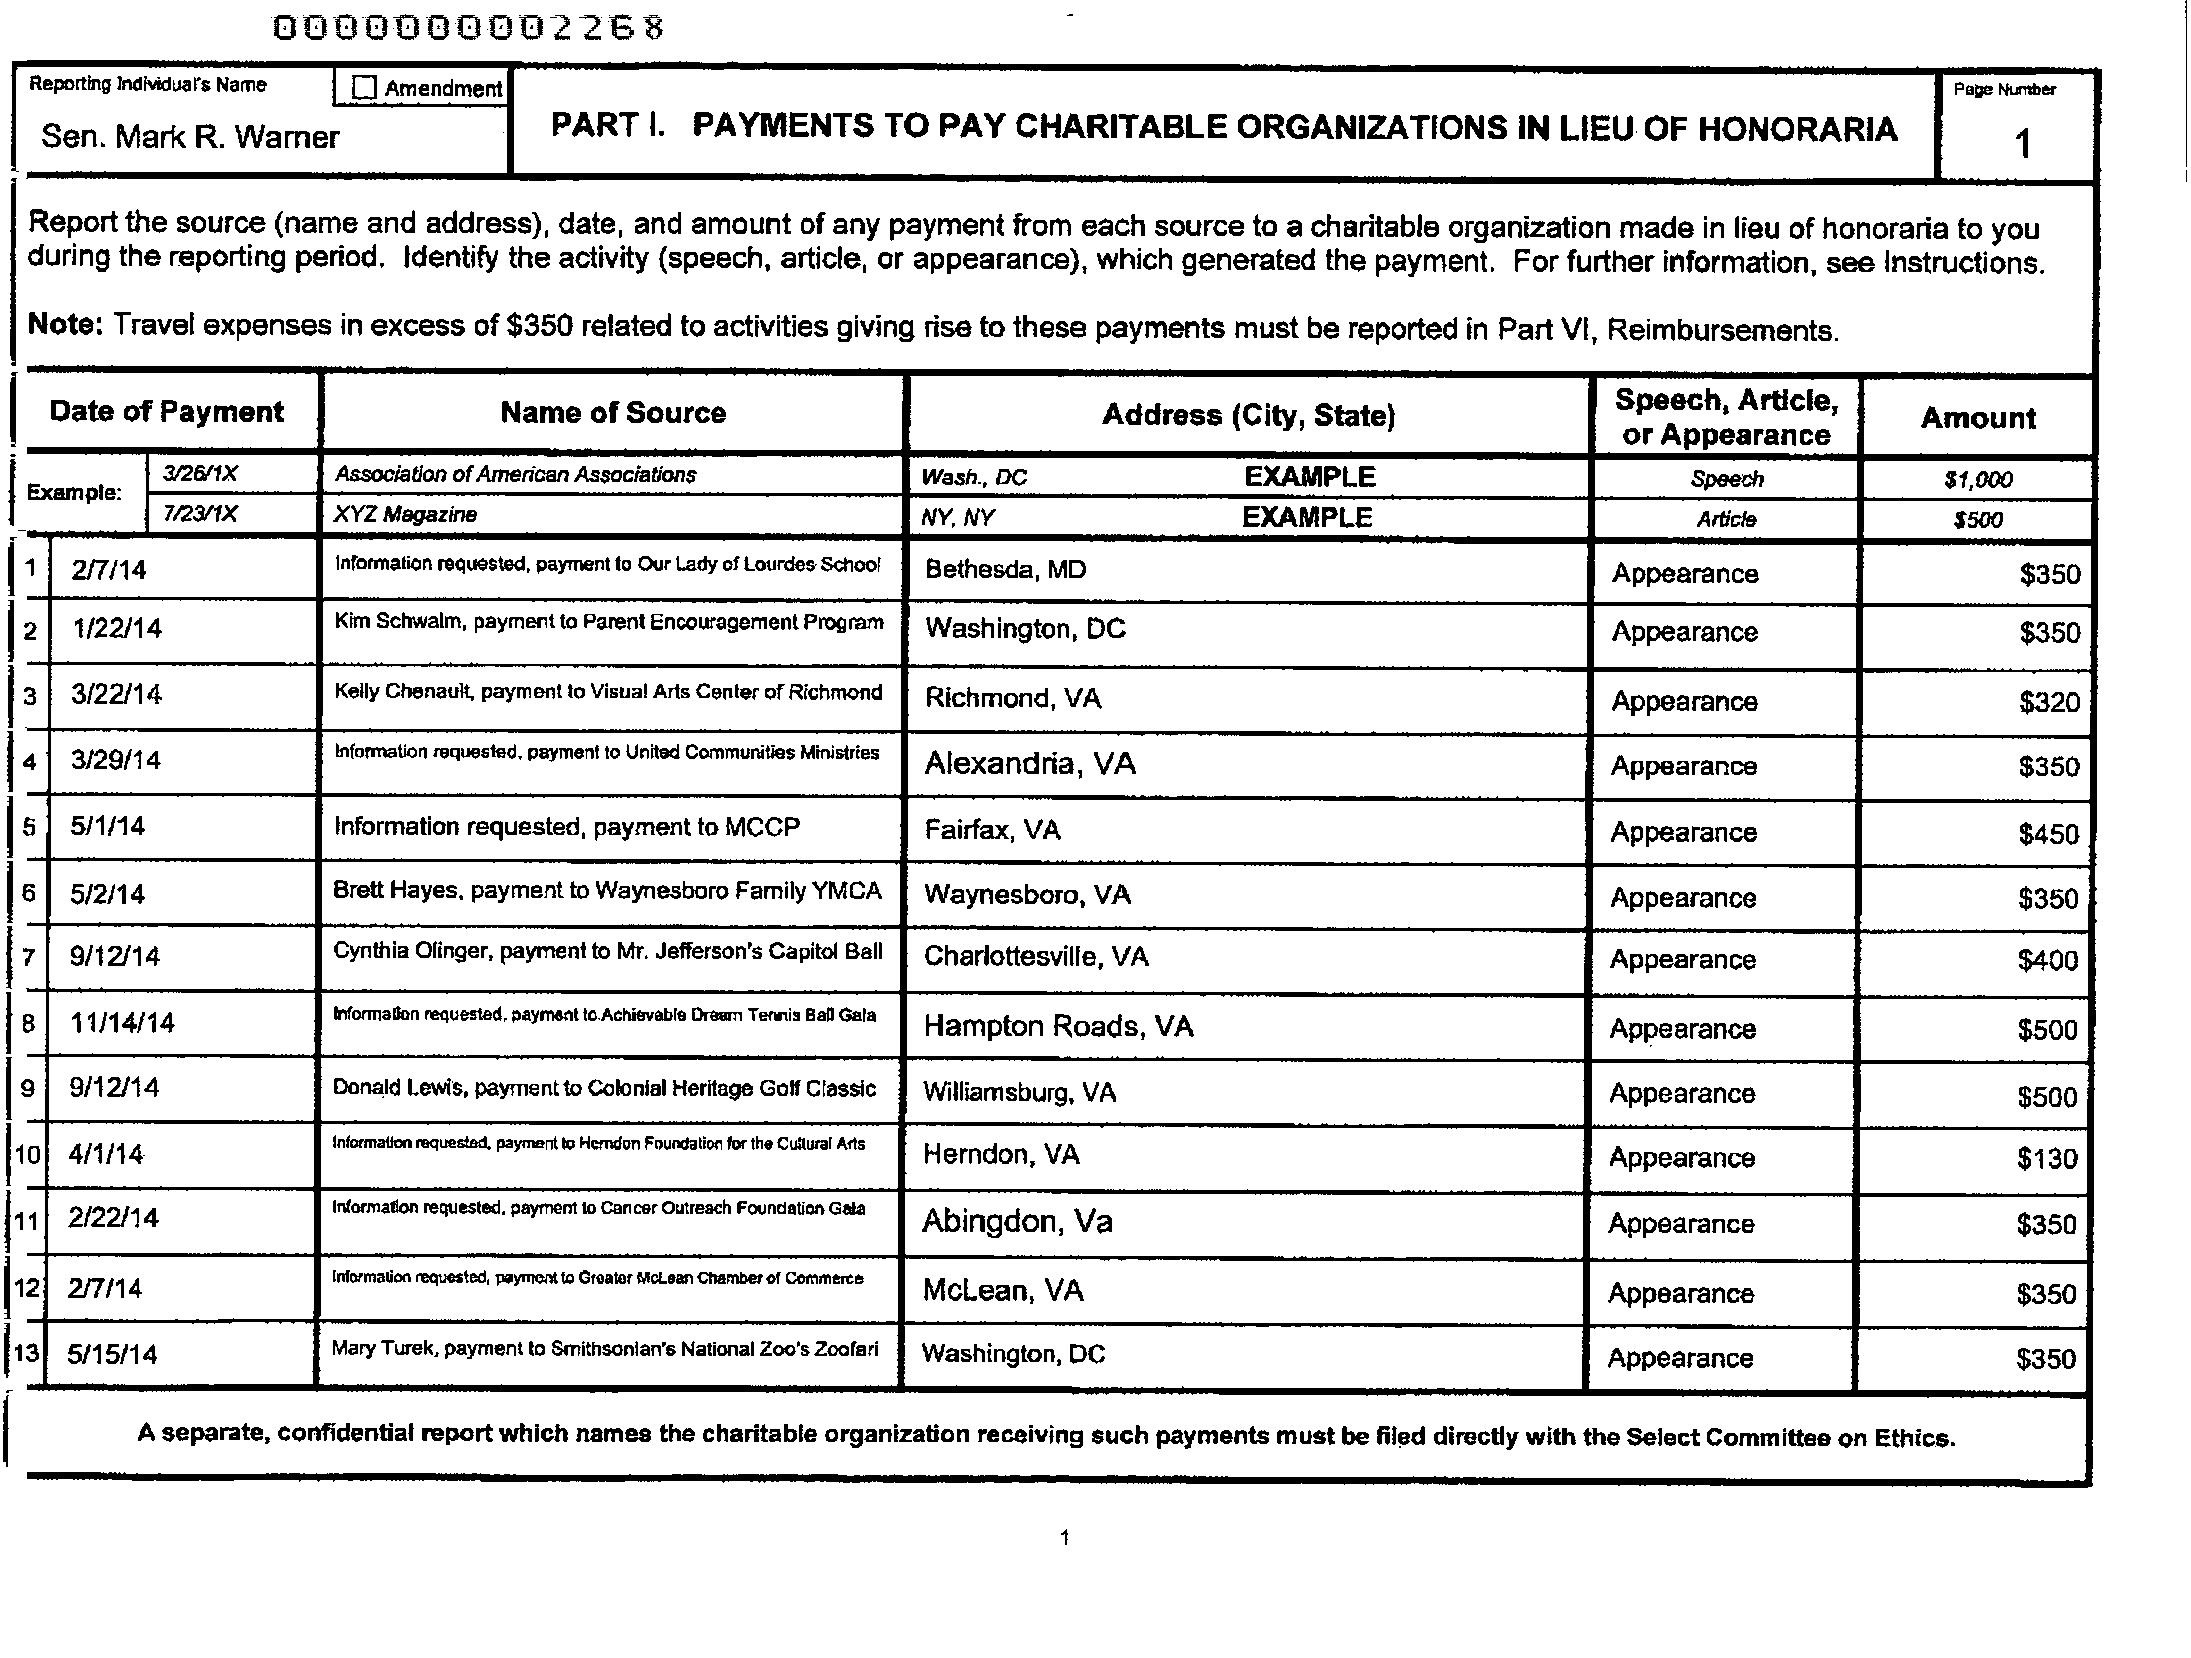 0000000002268
Reporting Individual's Name
☐ Amendment
Sen. Mark R. Warner
PART I. PAYMENTS TO PAY CHARITABLE ORGANIZATIONS IN LIEU OF HONORARIA
Page Number
1
Report the source (name and address), date, and amount of any payment from each source to a charitable organization made in lieu of honoraria to you
during the reporting period. Identify the activity (speech, article, or appearance), which generated the payment. For further information, see Instructions.
Note: Travel expenses in excess of $350 related to activities giving rise to these payments must be reported in Part VI, Reimbursements.
Date of Payment Name of Source Address (City, State) Speech, Article, or Appearance Amount
Example: 3/26/1X Association of American Associations Wash., DC EXAMPLE Speech $1,000
7/23/1X XYZ Magazine NY, NY EXAMPLE Article $500
1 2/7/14 Information requested, payment to Our Lady of Lourdes School Bethesda, MD Appearance $350
2 1/22/14 Kim Schwalm, payment to Parent Encouragement Program Washington, DC Appearance $350
3 3/22/14 Kelly Chenault, payment to Visual Arts Center of Richmond Richmond, VA Appearance $320
4 3/29/14 Information requested, payment to United Communities Ministries Alexandria, VA Appearance $350
5 5/1/14 Information requested, payment to MCCP Fairfax, VA Appearance $450
6 5/2/14 Brett Hayes, payment to Waynesboro Family YMCA Waynesboro, VA Appearance $350
7 9/12/14 Cynthia Olinger, payment to Mr. Jefferson's Capitol Ball Charlottesville, VA Appearance $400
8 11/14/14 Information requested, payment to Achievable Dream Tennis Ball Gala Hampton Roads, VA Appearance $500
9 9/12/14 Donald Lewis, payment to Colonial Heritage Golf Classic Williamsburg, VA Appearance $500
10 4/1/14 Information requested, payment to Herndon Foundation for the Cultural Arts Herndon, VA Appearance $130
11 2/22/14 Information requested, payment to Cancer Outreach Foundation Gala Abingdon, Va Appearance $350
12 2/7/14 Information requested, payment to Greater McLean Chamber of Commerce McLean, VA Appearance $350
13 5/15/14 Mary Turek, payment to Smithsonian's National Zoo's Zoofari Washington, DC Appearance $350
A separate, confidential report which names the charitable organization receiving such payments must be filed directly with the Select Committee on Ethics.
1